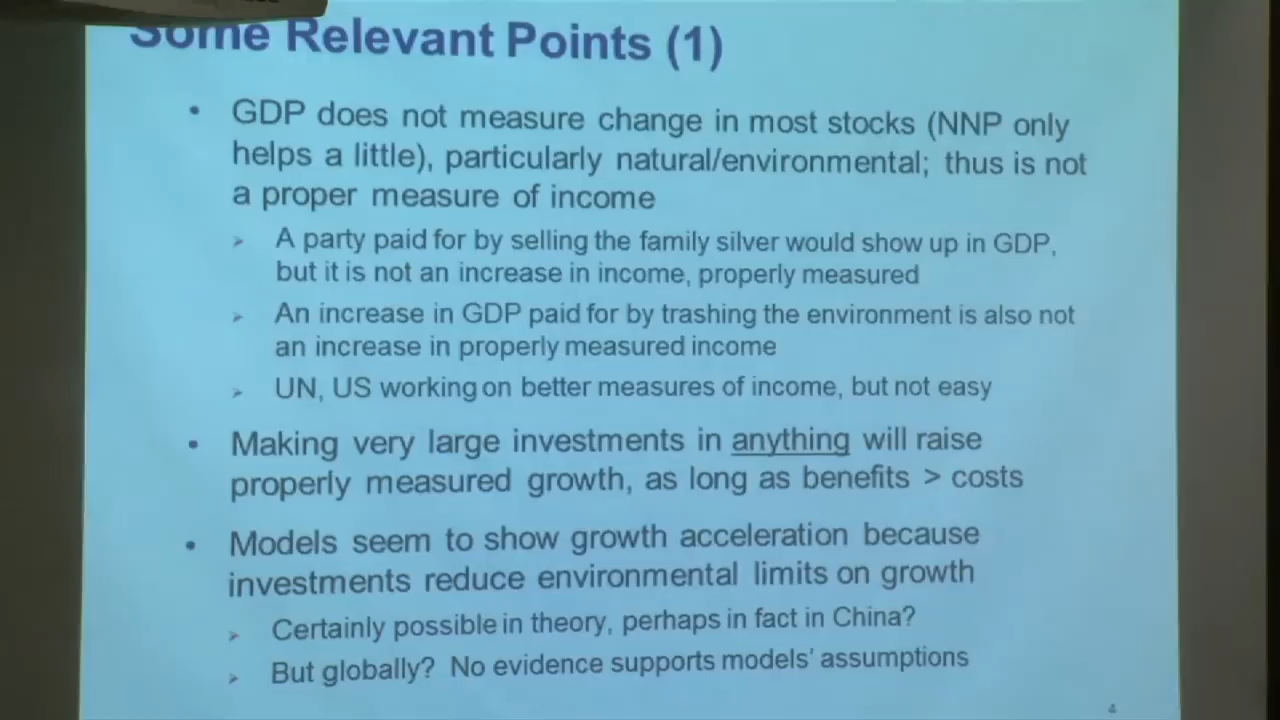 Some Relevant Points (1)
• GDP does not measure change in most stocks (NNP only
helps a little), particularly natural/environmental; thus is not
a proper measure of income
➢ A party paid for by selling the family silver would show up in GDP,
but it is not an increase in income, properly measured
➢ An increase in GDP paid for by trashing the environment is also not
an increase in properly measured income
➢ UN, US working on better measures of income, but not easy
• Making very large investments in anything will raise
properly measured growth, as long as benefits > costs
• Models seem to show growth acceleration because
investments reduce environmental limits on growth
➢ Certainly possible in theory, perhaps in fact in China?
➢ But globally? No evidence supports models' assumptions
4